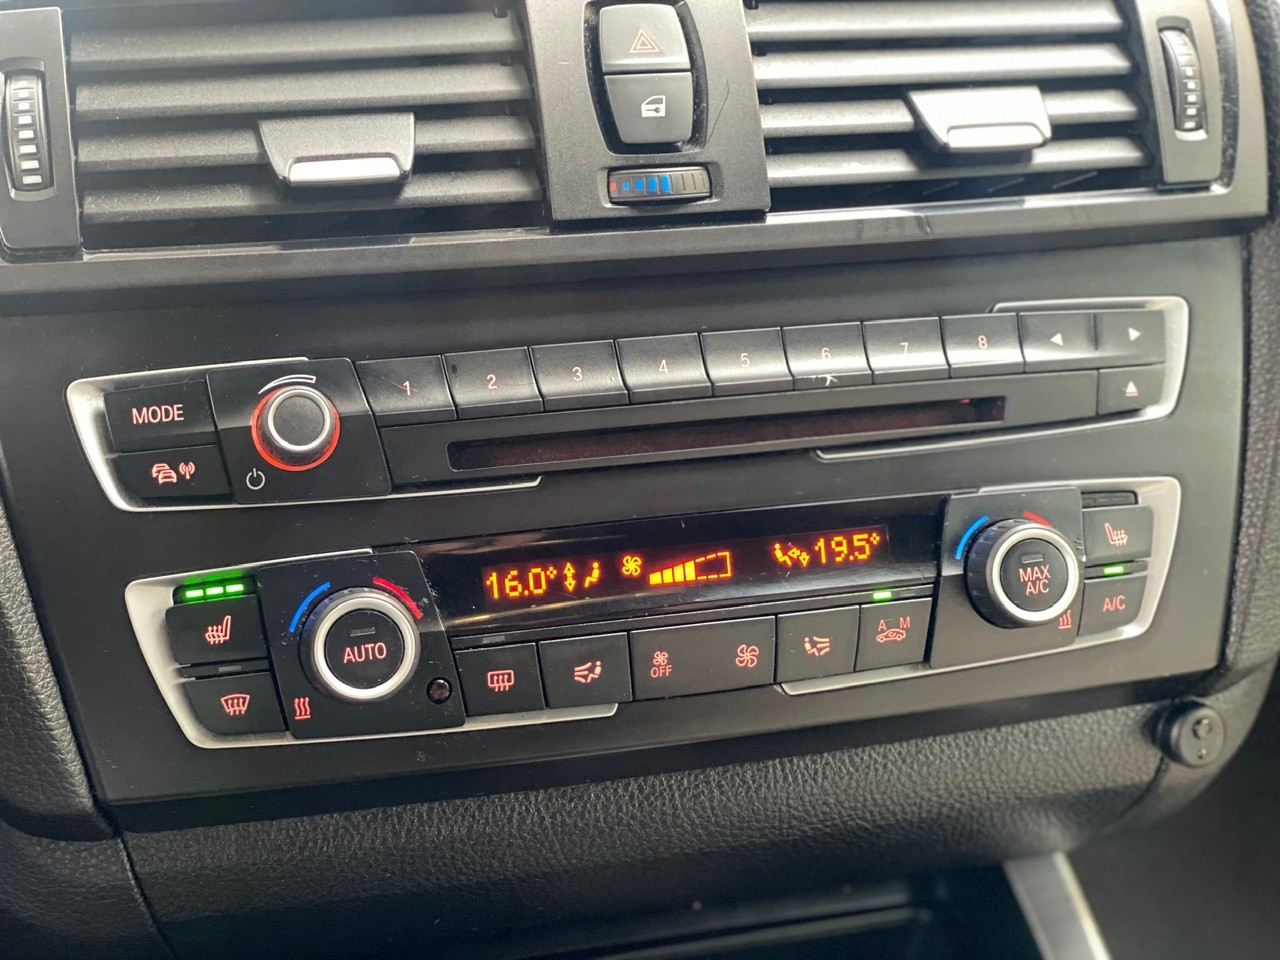 1 2 3 4 5 6 7 8
MODE
16.0° 19.5°
MAX
A/C
A/C
AUTO
OFF
A M